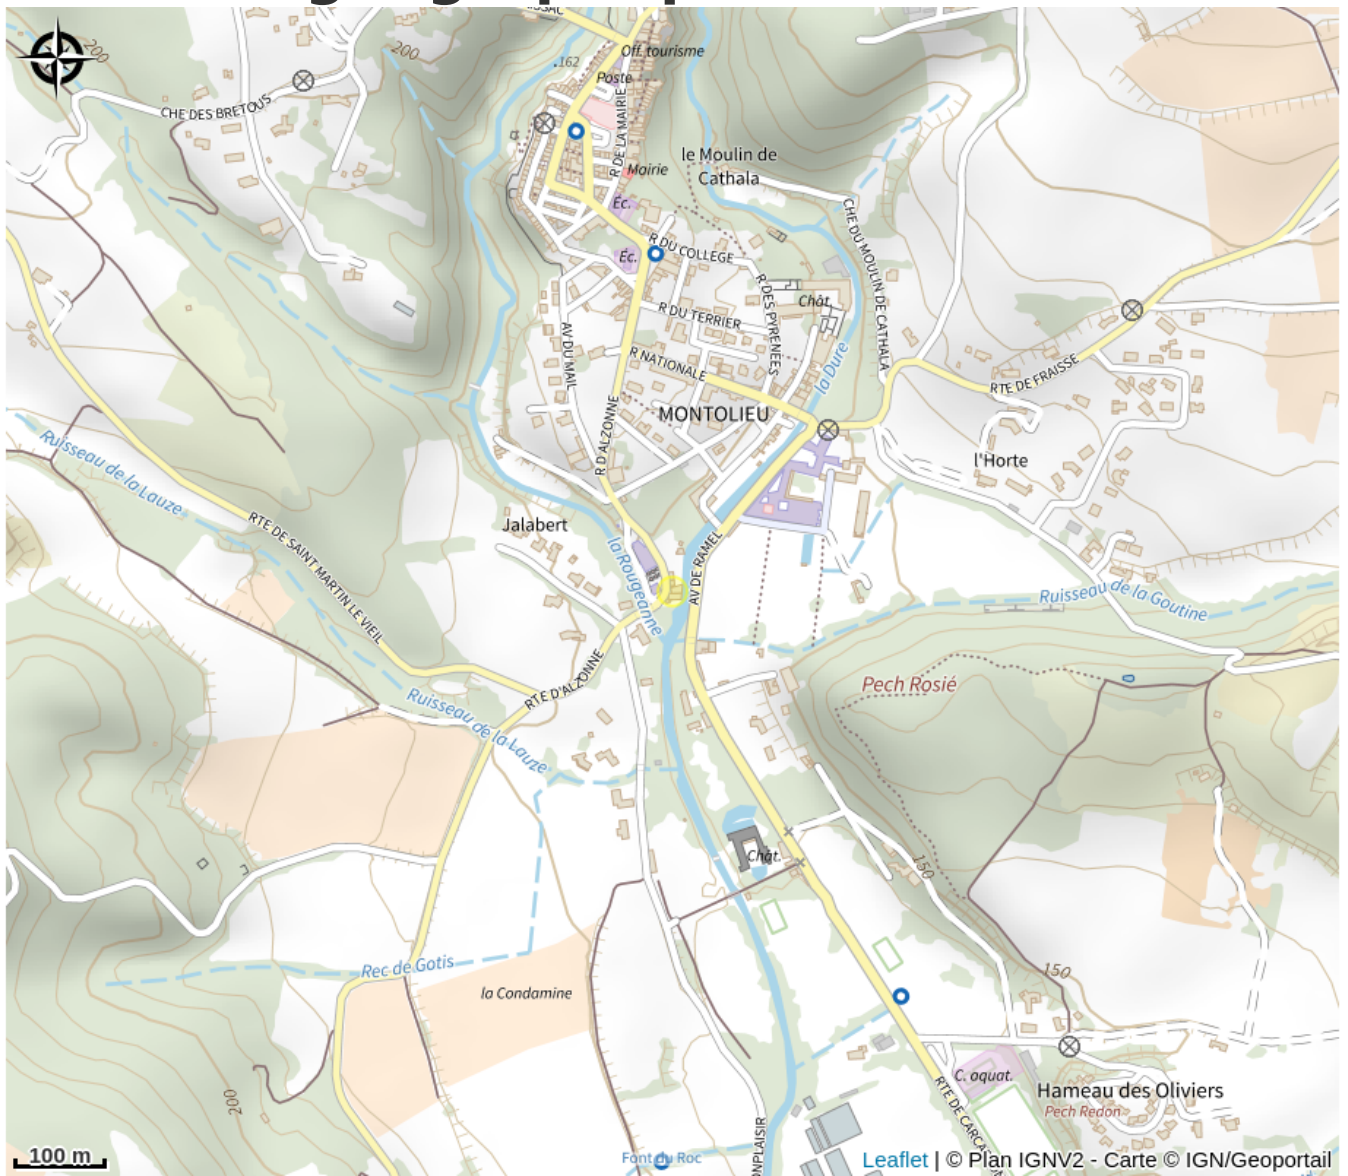 Off. tourisme
200
200
.162
Poste
CHE DES BRETOUS
R DE LA MAIRIE
le Moulin de
Cathala
Mairie
Éc.
CHE DU MOULIN DE CATHALA
R DU COLLEGE
Éc.
R DES PYRENEES
Chât.
R DU TERRIER
AV DU MAIL
R NATIONALE
la Dure
RTE DE FRAISSE
MONTOLIEU
R D'ALZONNE
Ruisseau de la Lauze
l'Horte
RTE DE SAINT MARTIN LE VIEIL
Jalabert
la Rougeanne
AV DE RAMEL
Ruisseau de la Goutine
Pech Rosié
RTE D'ALZONNE
Ruisseau de la Lauze
Chât.
150
Rec de Gotis
150
la Condamine
C. aquat.
Hameau des Oliviers
Pech Redon
200
100 m
Font du Roc
Leaflet | © Plan IGNV2 - Carte © IGN/Geoportail